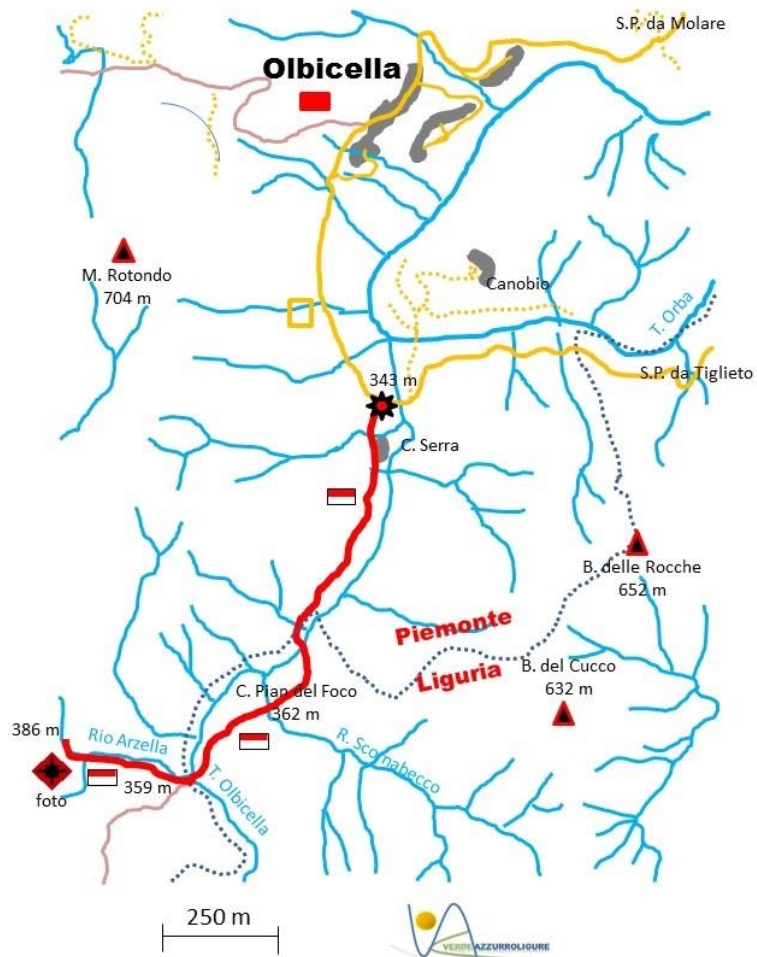 S.P. da Molare
Olbicella
M. Rotondo
704 m
Canobio
T. Orba
343 m
S.P. da Tiglieto
C. Serra
B. delle Rocche
652 m
Piemonte
Liguria
B. del Cucco
632 m
C. Pian del Foco
362 m
386 m
Rio Arzella
R. Scornabecco
foto
359 m
T. Olbicella
250 m
VERDEAZZURROLIGURE